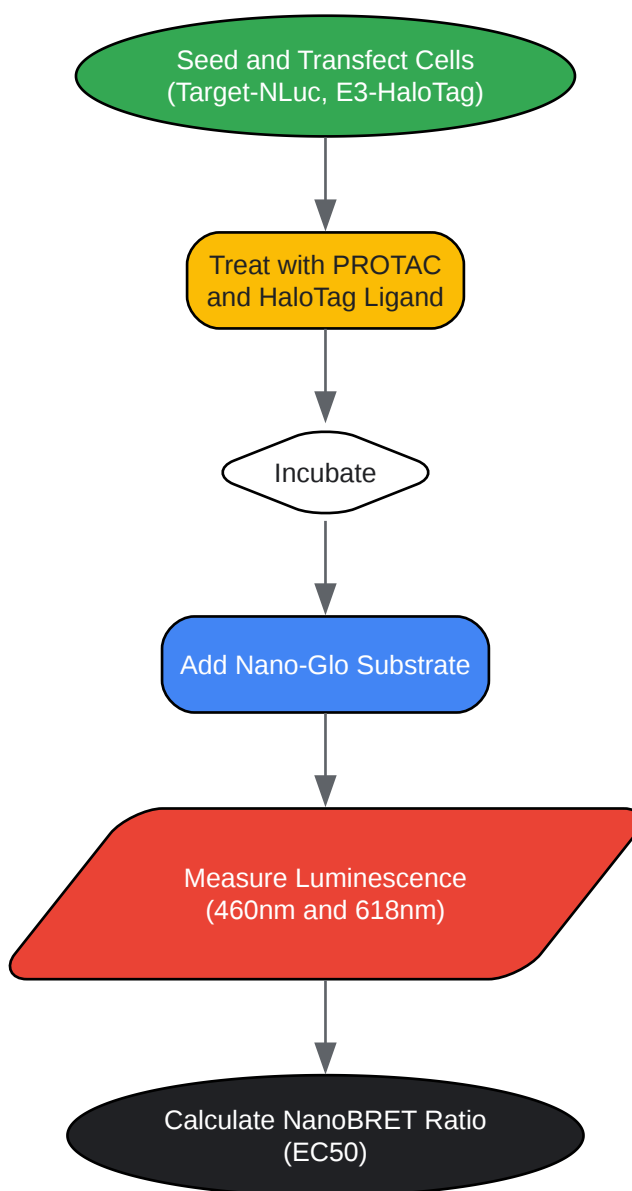 Seed and Transfect Cells
(Target-NLuc, E3-HaloTag)
Treat with PROTAC
and HaloTag Ligand
Incubate
Add Nano-Glo Substrate
Measure Luminescence
(460nm and 618nm)
Calculate NanoBRET Ratio
(EC50)